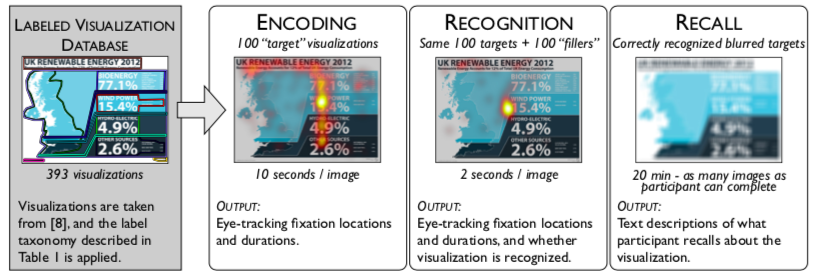 LABELED VISUALIZATION
DATABASE
UK RENEWABLE ENERGY 2012
BIOENERGY
77.1%
WIND POWER
15.4%
HYDRO-ELECTRIC
4.9%
OTHER SOURCES
2.6%
393 visualizations
Visualizations are taken
from [8], and the label
taxonomy described in
Table 1 is applied.
ENCODING
100 “target” visualizations
UK RENEWABLE ENERGY 2012
BIOENERGY
77.1%
WIND POWER
15.4%
HYDRO-ELECTRIC
4.9%
OTHER SOURCES
2.6%
10 seconds / image
OUTPUT:
Eye-tracking fixation locations
and durations.
RECOGNITION
Same 100 targets + 100 “fillers”
UK RENEWABLE ENERGY 2012
BIOENERGY
77.1%
WIND POWER
15.4%
HYDRO-ELECTRIC
4.9%
OTHER SOURCES
2.6%
2 seconds / image
OUTPUT:
Eye-tracking fixation locations
and durations, and whether
visualization is recognized.
RECALL
Correctly recognized blurred targets
20 min - as many images as
participant can complete
OUTPUT:
Text descriptions of what
participant recalls about the
visualization.